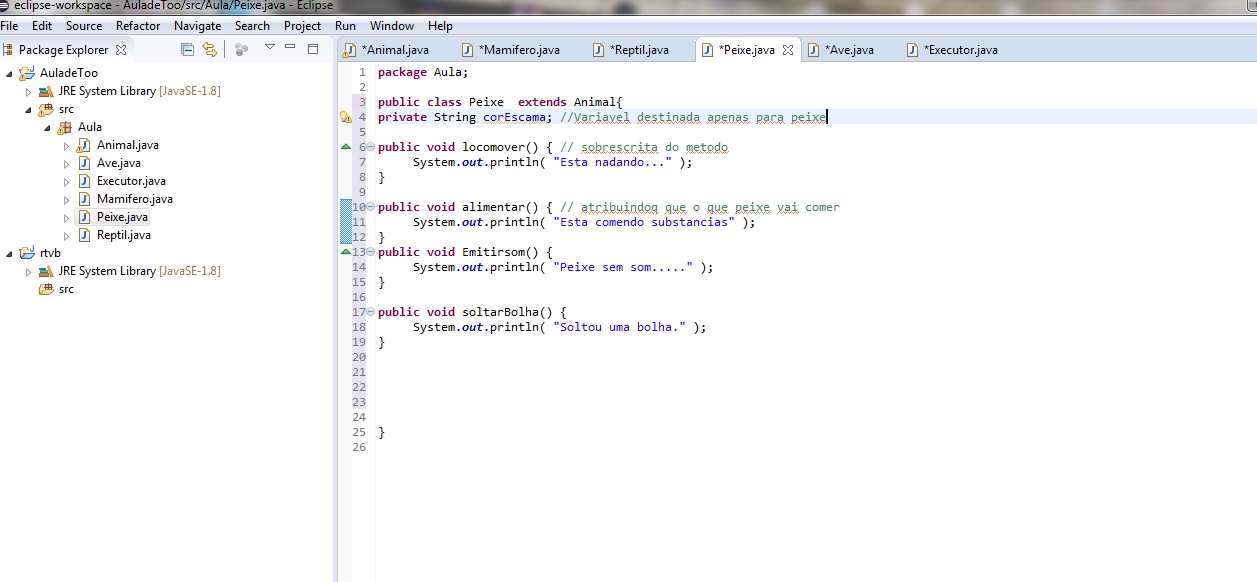 eclipse-workspace - AuladeToo/src/Aula/Peixe.java - Eclipse
File Edit Source Refactor Navigate Search Project Run Window Help
Package Explorer
*Animal.java *Mamifero.java *Reptil.java *Peixe.java *Ave.java *Executor.java
AuladeToo
JRE System Library [JavaSE-1.8]
src
Aula
Animal.java
Ave.java
Executor.java
Mamifero.java
Peixe.java
Reptil.java
rtvb
JRE System Library [JavaSE-1.8]
src
1 package Aula;
2
3 public class Peixe  extends Animal{
4 private String corEscama; //Variavel destinada apenas para peixe
5
6 public void locomover() { // sobrescrita do metodo
7      System.out.println( "Esta nadando..." );
8 }
9
10 public void alimentar() { // atribuindoq que o que peixe vai comer
11      System.out.println( "Esta comendo substancias" );
12 }
13 public void Emitirsom() {
14      System.out.println( "Peixe sem som....." );
15 }
16
17 public void soltarBolha() {
18      System.out.println( "Soltou uma bolha." );
19 }
20
21
22
23
24
25 }
26